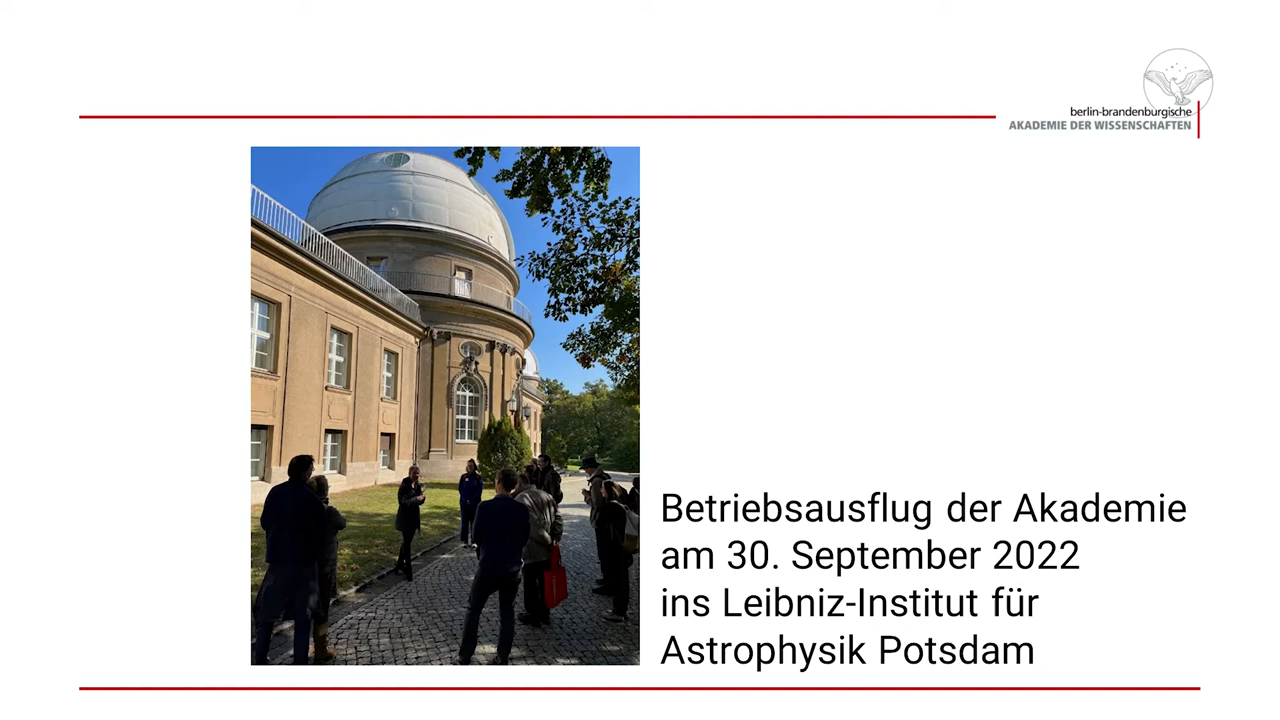 berlin-brandenburgische
AKADEMIE DER WISSENSCHAFTEN
Betriebsausflug der Akademie
am 30. September 2022
ins Leibniz-Institut für
Astrophysik Potsdam